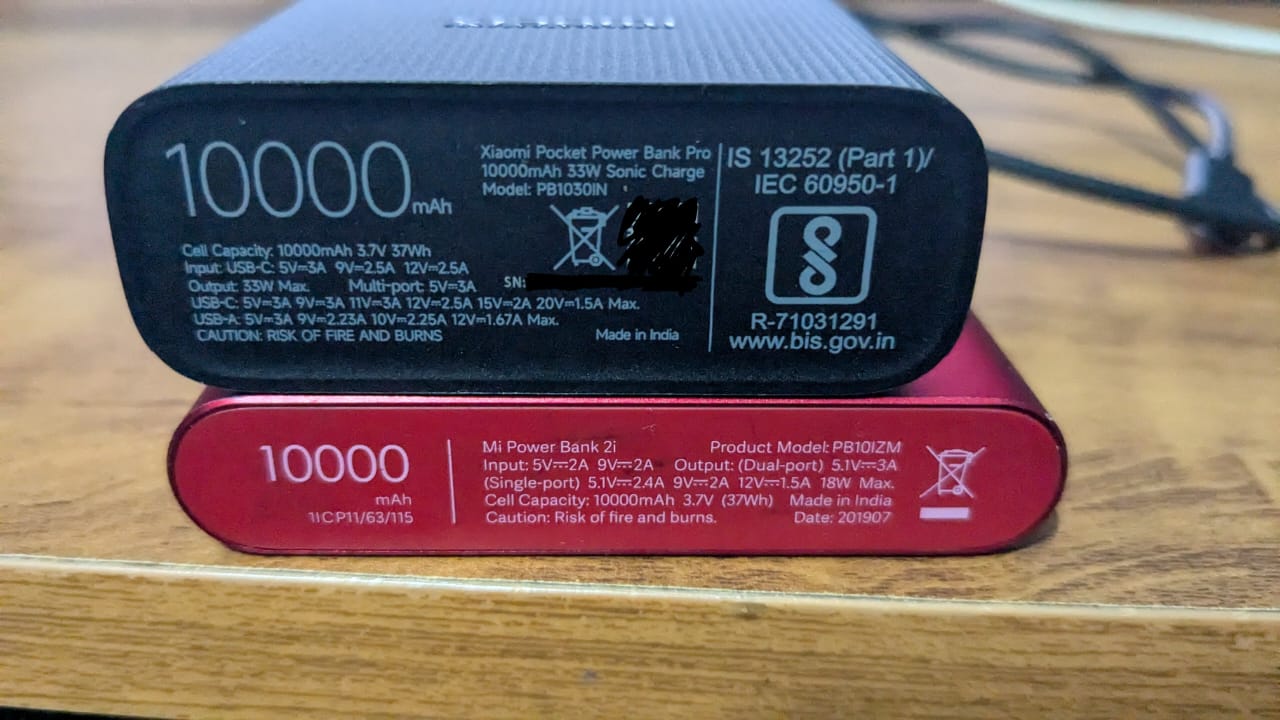 10000mAh
Xiaomi Pocket Power Bank Pro
10000mAh 33W Sonic Charge
Model: PB1030IN
Cell Capacity: 10000mAh 3.7V 37Wh
Input: USB-C: 5V⎓3A 9V⎓2.5A 12V⎓2.5A
Output: 33W Max. Multi-port: 5V⎓3A
SN:
USB-C: 5V⎓3A 9V⎓3A 11V⎓3A 12V⎓2.5A 15V⎓2A 20V⎓1.5A Max.
USB-A: 5V⎓3A 9V⎓2.23A 10V⎓2.25A 12V⎓1.67A Max.
CAUTION: RISK OF FIRE AND BURNS
Made in India
IS 13252 (Part 1)/
IEC 60950-1
R-71031291
www.bis.gov.in
10000
mAh
1ICP11/63/115
Mi Power Bank 2i Product Model: PB10IZM
Input: 5V⎓2A 9V⎓2A Output: (Dual-port) 5.1V⎓3A
(Single-port) 5.1V⎓2.4A 9V⎓2A 12V⎓1.5A 18W Max.
Cell Capacity: 10000mAh 3.7V (37Wh) Made in India
Caution: Risk of fire and burns. Date: 201907